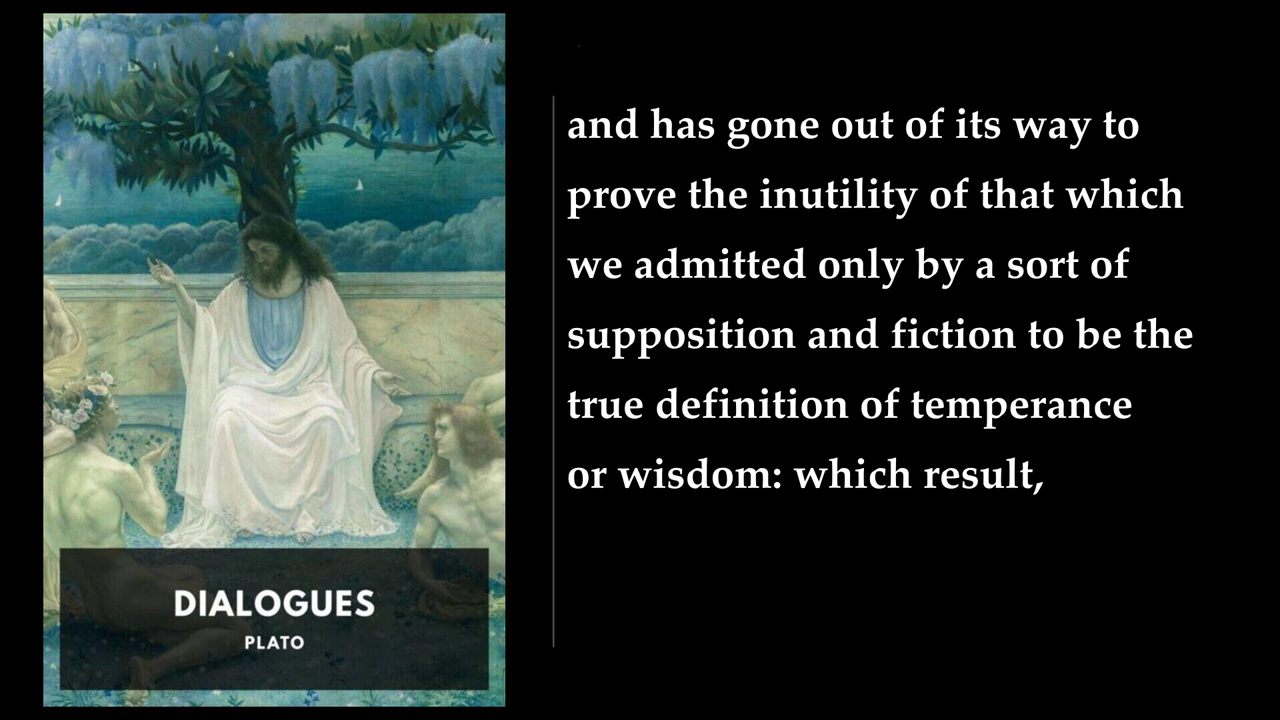 DIALOGUES
PLATO
and has gone out of its way to
prove the inutility of that which
we admitted only by a sort of
supposition and fiction to be the
true definition of temperance
or wisdom: which result,